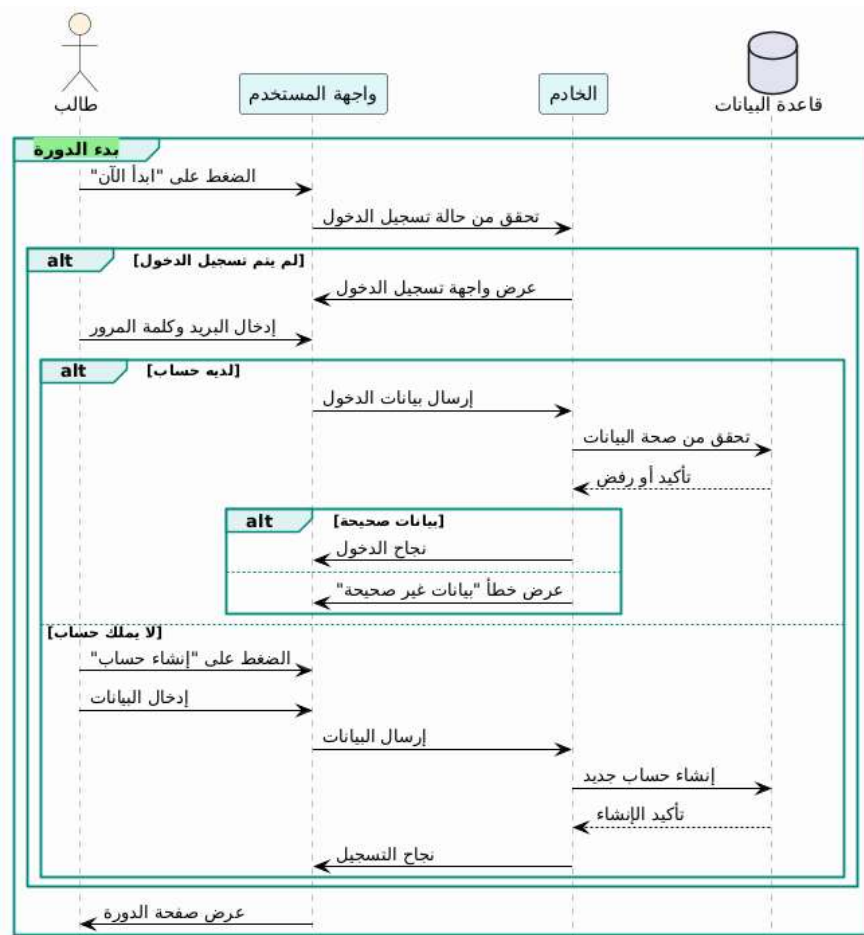 طالب
واجهة المستخدم
الخادم
قاعدة البيانات
بدء الدورة
الضغط على "ابدأ الآن"
تحقق من حالة تسجيل الدخول
alt [لم يتم تسجيل الدخول]
عرض واجهة تسجيل الدخول
إدخال البريد وكلمة المرور
alt [لديه حساب]
إرسال بيانات الدخول
تحقق من صحة البيانات
تأكيد أو رفض
alt [بيانات صحيحة]
نجاح الدخول
عرض خطأ "بيانات غير صحيحة"
[لا يملك حساب]
الضغط على "إنشاء حساب"
إدخال البيانات
إرسال البيانات
إنشاء حساب جديد
تأكيد الإنشاء
نجاح التسجيل
عرض صفحة الدورة